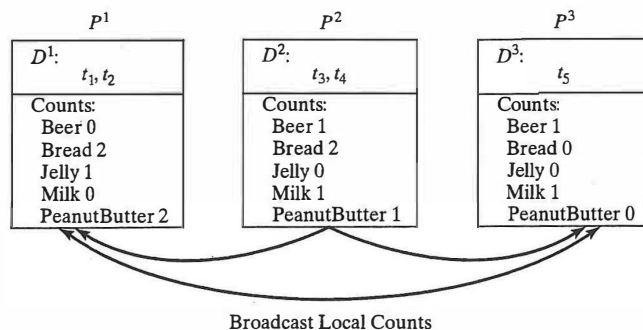 P¹ P² P³
D¹: D²: D³:
t₁, t₂ t₃, t₄ t₅
Counts: Counts: Counts:
Beer 0 Beer 1 Beer 1
Bread 2 Bread 2 Bread 0
Jelly 1 Jelly 0 Jelly 0
Milk 0 Milk 1 Milk 1
PeanutButter 2 PeanutButter 1 PeanutButter 0
Broadcast Local Counts